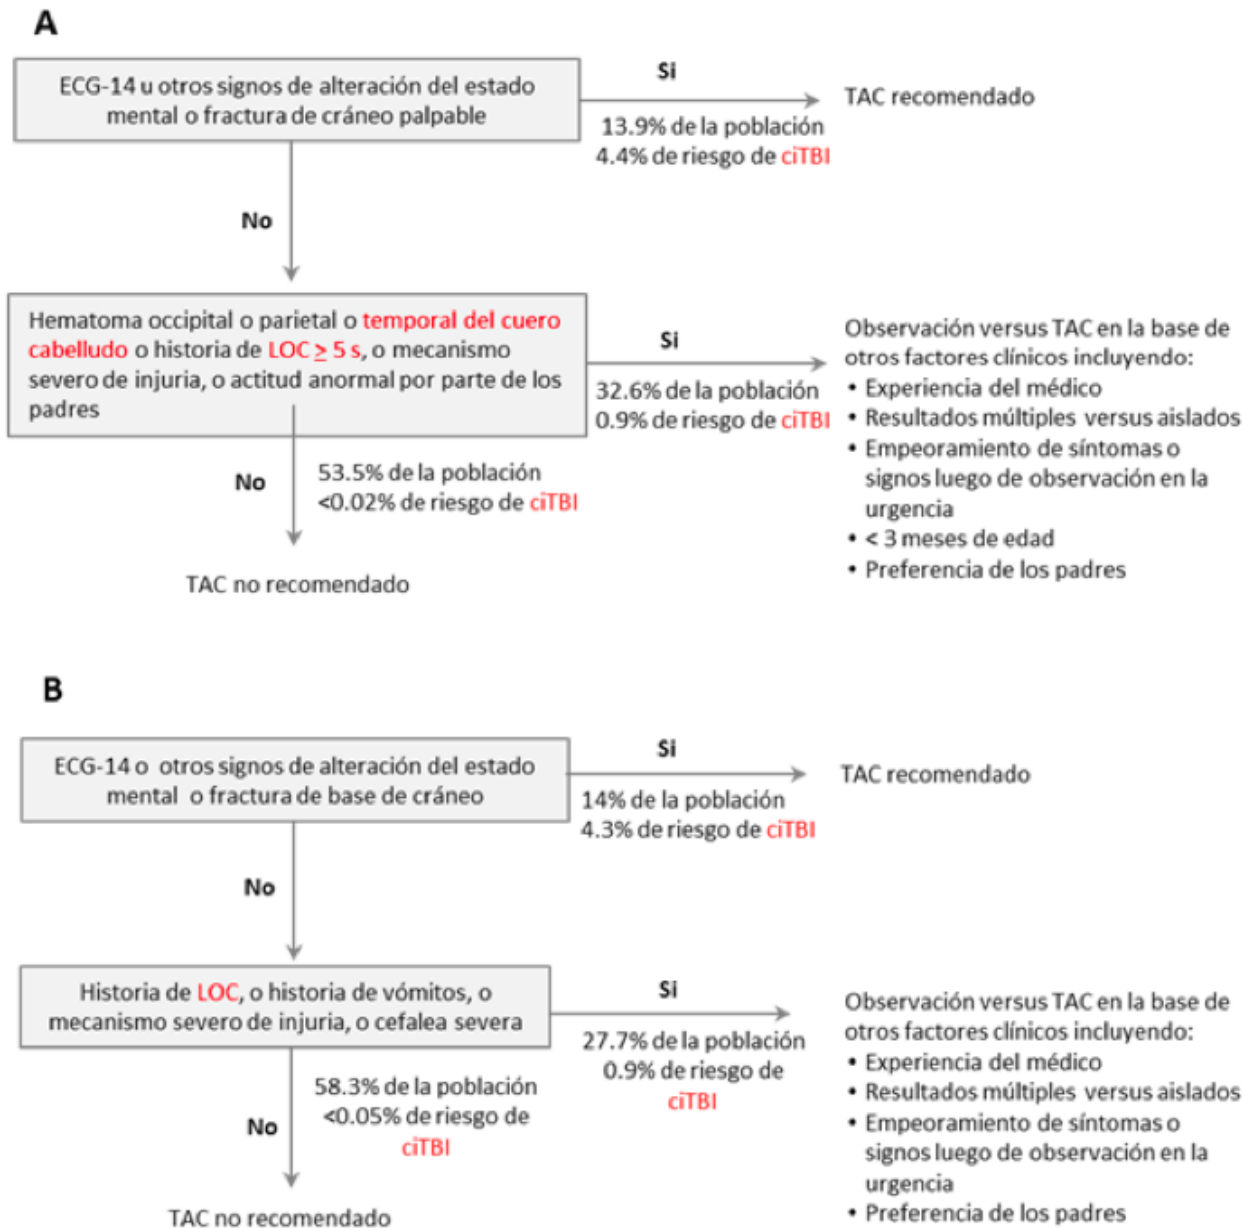 A
ECG-14 u otros signos de alteración del estado
mental o fractura de cráneo palpable
Si
13.9% de la población
4.4% de riesgo de ciTBI
TAC recomendado
No
Hematoma occipital o parietal o temporal del cuero
cabelludo o historia de LOC ≥ 5 s, o mecanismo
severo de injuria, o actitud anormal por parte de los
padres
Si
32.6% de la población
0.9% de riesgo de ciTBI
Observación versus TAC en la base de
otros factores clínicos incluyendo:
• Experiencia del médico
• Resultados múltiples versus aislados
• Empeoramiento de síntomas o
signos luego de observación en la
urgencia
• < 3 meses de edad
• Preferencia de los padres
No
53.5% de la población
<0.02% de riesgo de ciTBI
TAC no recomendado
B
ECG-14 o otros signos de alteración del estado
mental o fractura de base de cráneo
Si
14% de la población
4.3% de riesgo de ciTBI
TAC recomendado
No
Historia de LOC, o historia de vómitos, o
mecanismo severo de injuria, o cefalea severa
Si
27.7% de la población
0.9% de riesgo de
ciTBI
Observación versus TAC en la base de
otros factores clínicos incluyendo:
• Experiencia del médico
• Resultados múltiples versus aislados
• Empeoramiento de síntomas o
signos luego de observación en la
urgencia
• Preferencia de los padres
No
58.3% de la población
<0.05% de riesgo de
ciTBI
TAC no recomendado